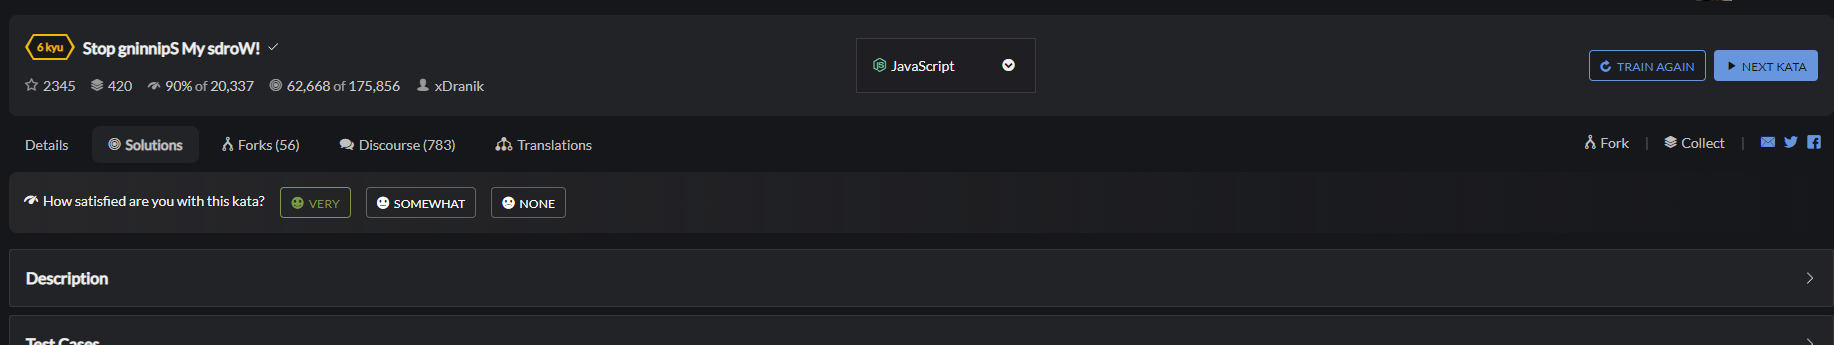 6 kyu Stop gninnipS My sdroW!
2345 420 90% of 20,337 62,668 of 175,856 xDranik
JavaScript
TRAIN AGAIN NEXT KATA
Details Solutions Forks (56) Discourse (783) Translations
Fork | Collect |
How satisfied are you with this kata? VERY SOMEWHAT NONE
Description
Test Cases